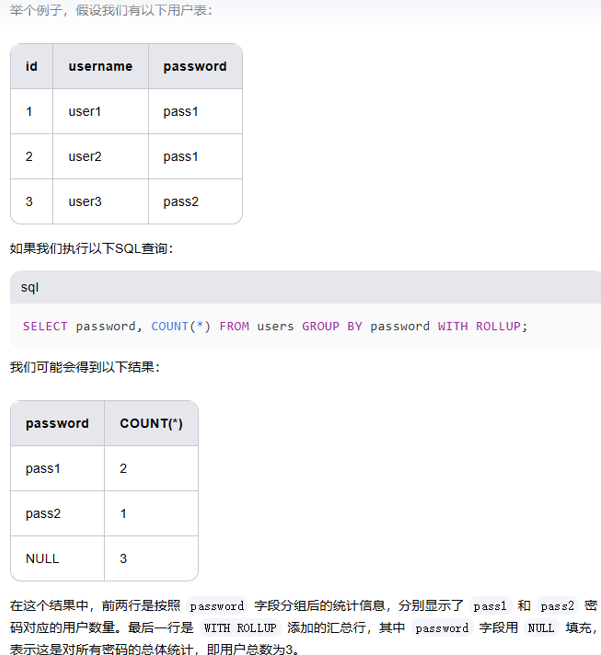 举个例子，假设我们有以下用户表：
id username password
1 user1 pass1
2 user2 pass1
3 user3 pass2
如果我们执行以下SQL查询：
sql
SELECT password, COUNT(*) FROM users GROUP BY password WITH ROLLUP;
我们可能会得到以下结果：
password COUNT(*)
pass1 2
pass2 1
NULL 3
在这个结果中，前两行是按照 password 字段分组后的统计信息，分别显示了 pass1 和 pass2 密
码对应的用户数量。最后一行是 WITH ROLLUP 添加的汇总行，其中 password 字段用 NULL 填充，
表示这是对所有密码的总体统计，即用户总数为3。